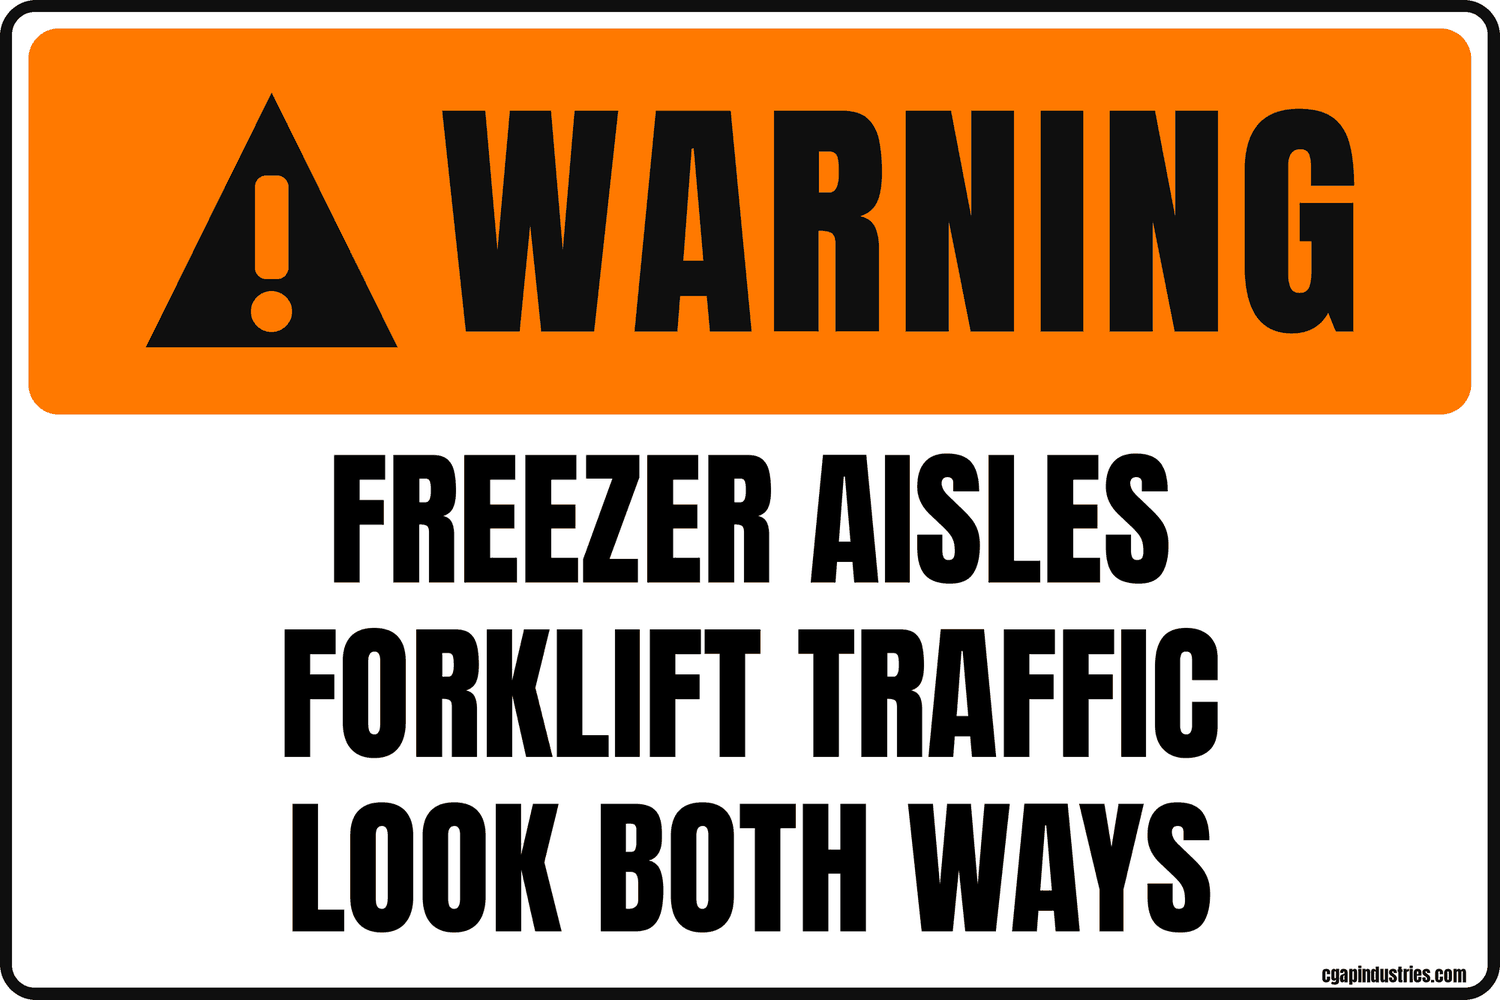 WARNING
FREEZER AISLES
FORKLIFT TRAFFIC
LOOK BOTH WAYS
cgapindustries.com